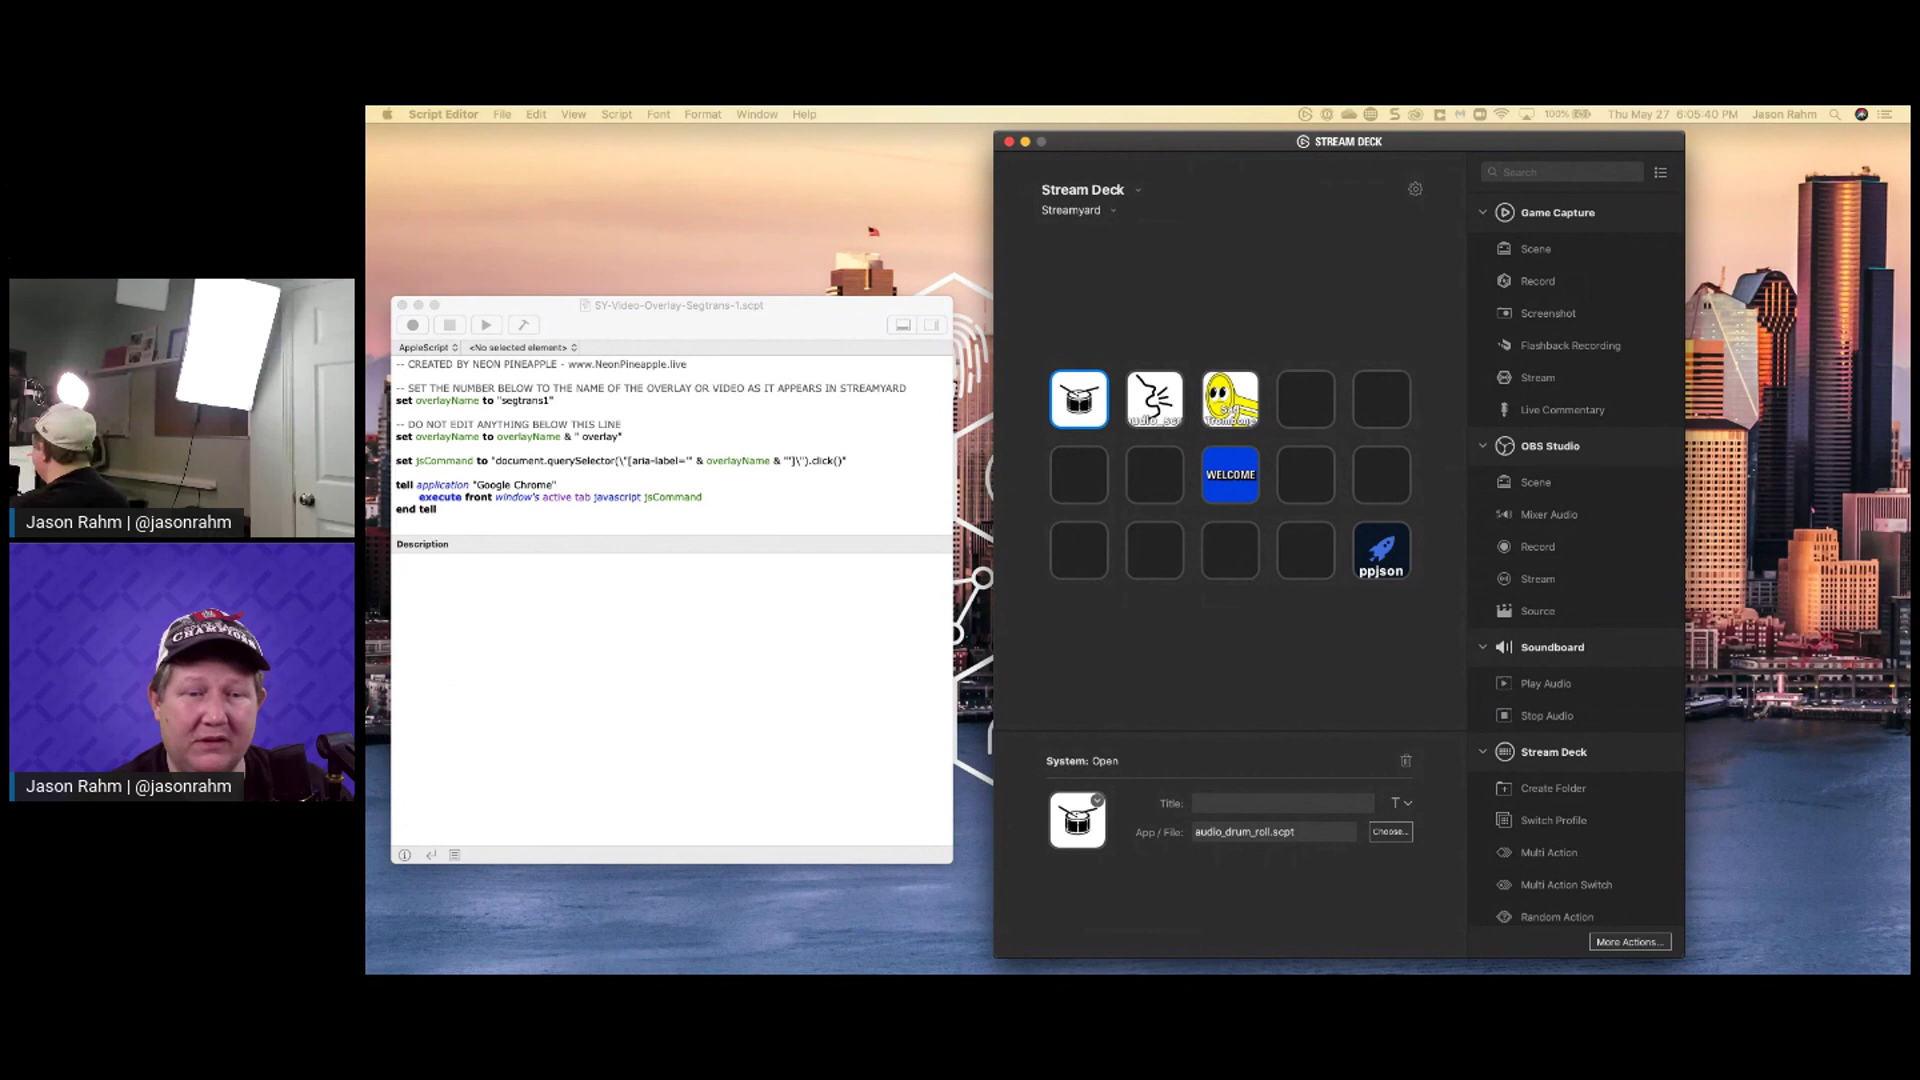 Script Editor File Edit View Script Font Format Window Help
100%
Thu May 27 6:05:40 PM Jason Rahm
SY-Video-Overlay-Segtrans-1.scpt
AppleScript <No selected element>
-- CREATED BY NEON PINEAPPLE - www.NeonPineapple.live
-- SET THE NUMBER BELOW TO THE NAME OF THE OVERLAY OR VIDEO AS IT APPEARS IN STREAMYARD
set overlayName to "segtrans1"
-- DO NOT EDIT ANYTHING BELOW THIS LINE
set overlayName to overlayName & " overlay"
set jsCommand to "document.querySelector(\"[aria-label='" & overlayName & "']\").click()"
tell application "Google Chrome"
execute front window's active tab javascript jsCommand
end tell
Description
Jason Rahm | @jasonrahm
CHAMPIONS
Jason Rahm | @jasonrahm
STREAM DECK
Stream Deck
Streamyard
Sad
Trombone
WELCOME
ppjson
System: Open
Title:
App / File: audio_drum_roll.scpt Choose...
Search
Game Capture
Scene
Record
Screenshot
Flashback Recording
Stream
Live Commentary
OBS Studio
Scene
Mixer Audio
Record
Stream
Source
Soundboard
Play Audio
Stop Audio
Stream Deck
Create Folder
Switch Profile
Multi Action
Multi Action Switch
Random Action
More Actions...